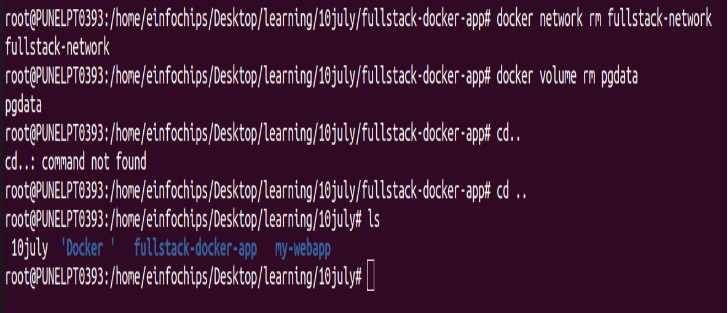 root@PUNELPT0393:/home/einfochips/Desktop/learning/10july/fullstack-docker-app# docker network rm fullstack-network
fullstack-network
root@PUNELPT0393:/home/einfochips/Desktop/learning/10july/fullstack-docker-app# docker volume rm pgdata
pgdata
root@PUNELPT0393:/home/einfochips/Desktop/learning/10july/fullstack-docker-app# cd..
cd..: command not found
root@PUNELPT0393:/home/einfochips/Desktop/learning/10july/fullstack-docker-app# cd ..
root@PUNELPT0393:/home/einfochips/Desktop/learning/10july# ls
10july  'Docker '  fullstack-docker-app  my-webapp
root@PUNELPT0393:/home/einfochips/Desktop/learning/10july#